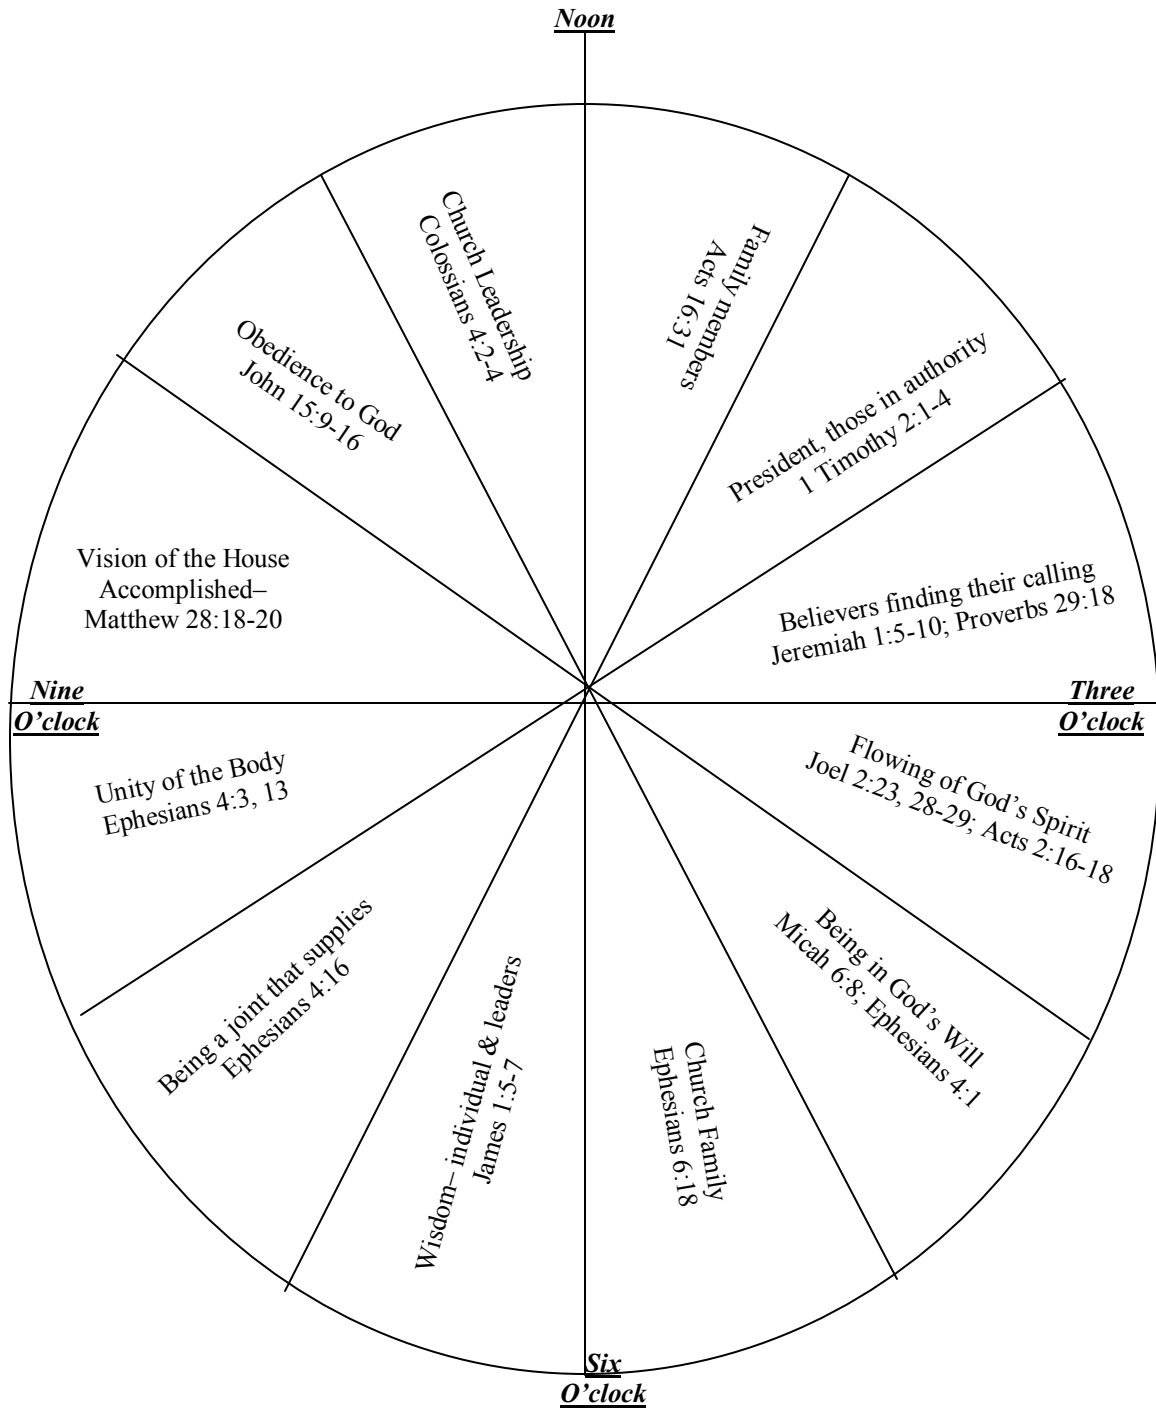 Noon
Family members
Acts 16:31
President, those in authority
1 Timothy 2:1-4
Believers finding their calling
Jeremiah 1:5-10; Proverbs 29:18
Three
O’clock
Flowing of God’s Spirit
Joel 2:23, 28-29; Acts 2:16-18
Being in God’s Will
Micah 6:8; Ephesians 4:1
Church Family
Ephesians 6:18
Six
O’clock
Wisdom– individual & leaders
James 1:5-7
Being a joint that supplies
Ephesians 4:16
Unity of the Body
Ephesians 4:3, 13
Nine
O’clock
Vision of the House
Accomplished–
Matthew 28:18-20
Obedience to God
John 15:9-16
Church Leadership
Colossians 4:2-4